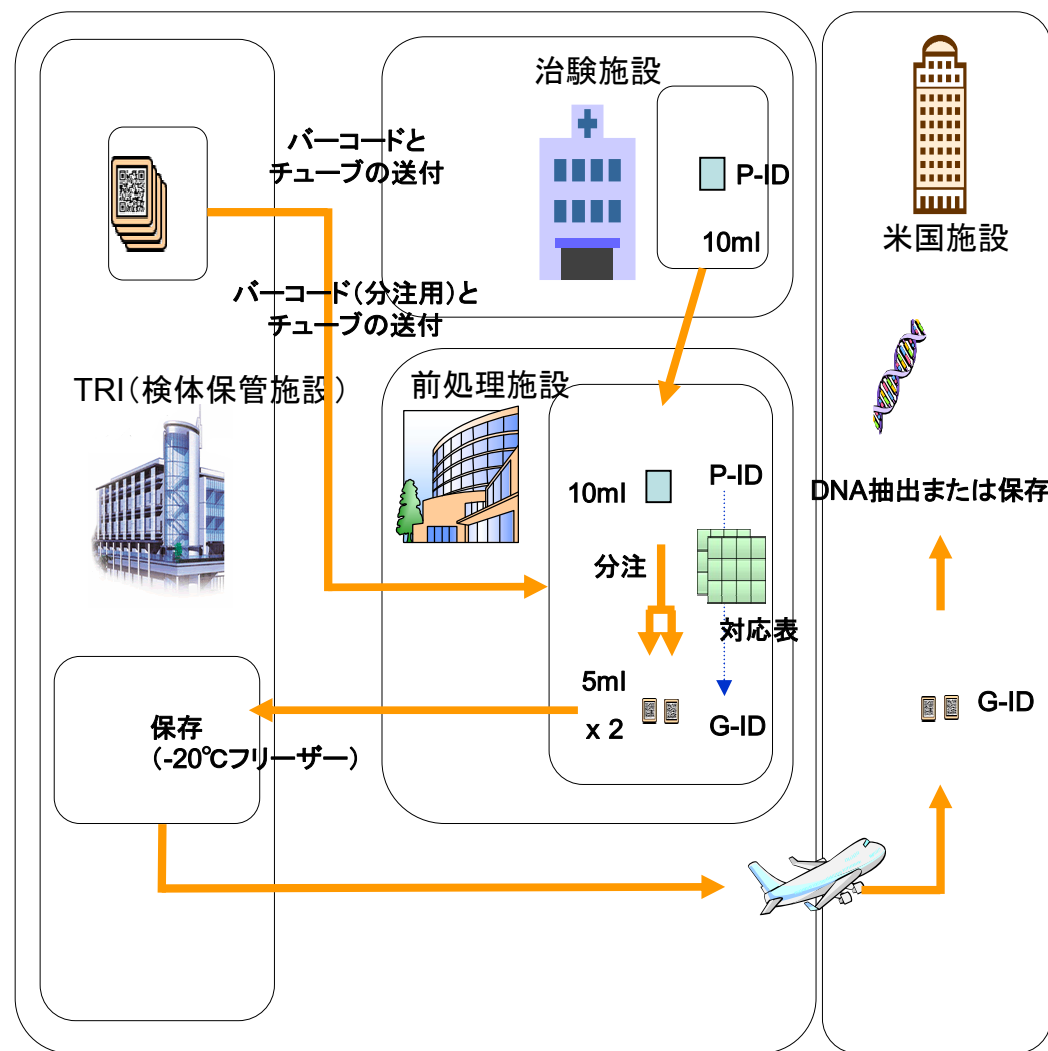 治験施設
バーコードと
チューブの送付
P-ID
10ml
米国施設
バーコード（分注用）と
チューブの送付
TRI（検体保管施設）
前処理施設
10ml
P-ID
DNA抽出または保存
分注
対応表
5ml
x 2
G-ID
G-ID
保存
（-20℃フリーザー）